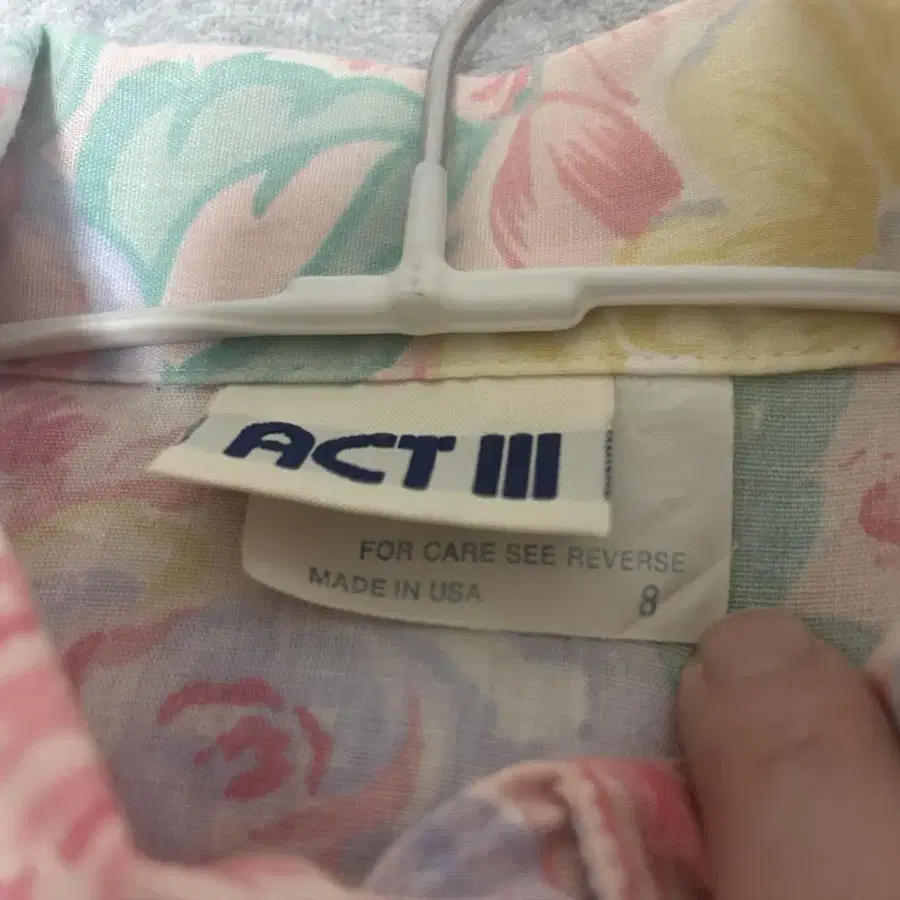 ACT III
FOR CARE SEE REVERSE
MADE IN USA
8